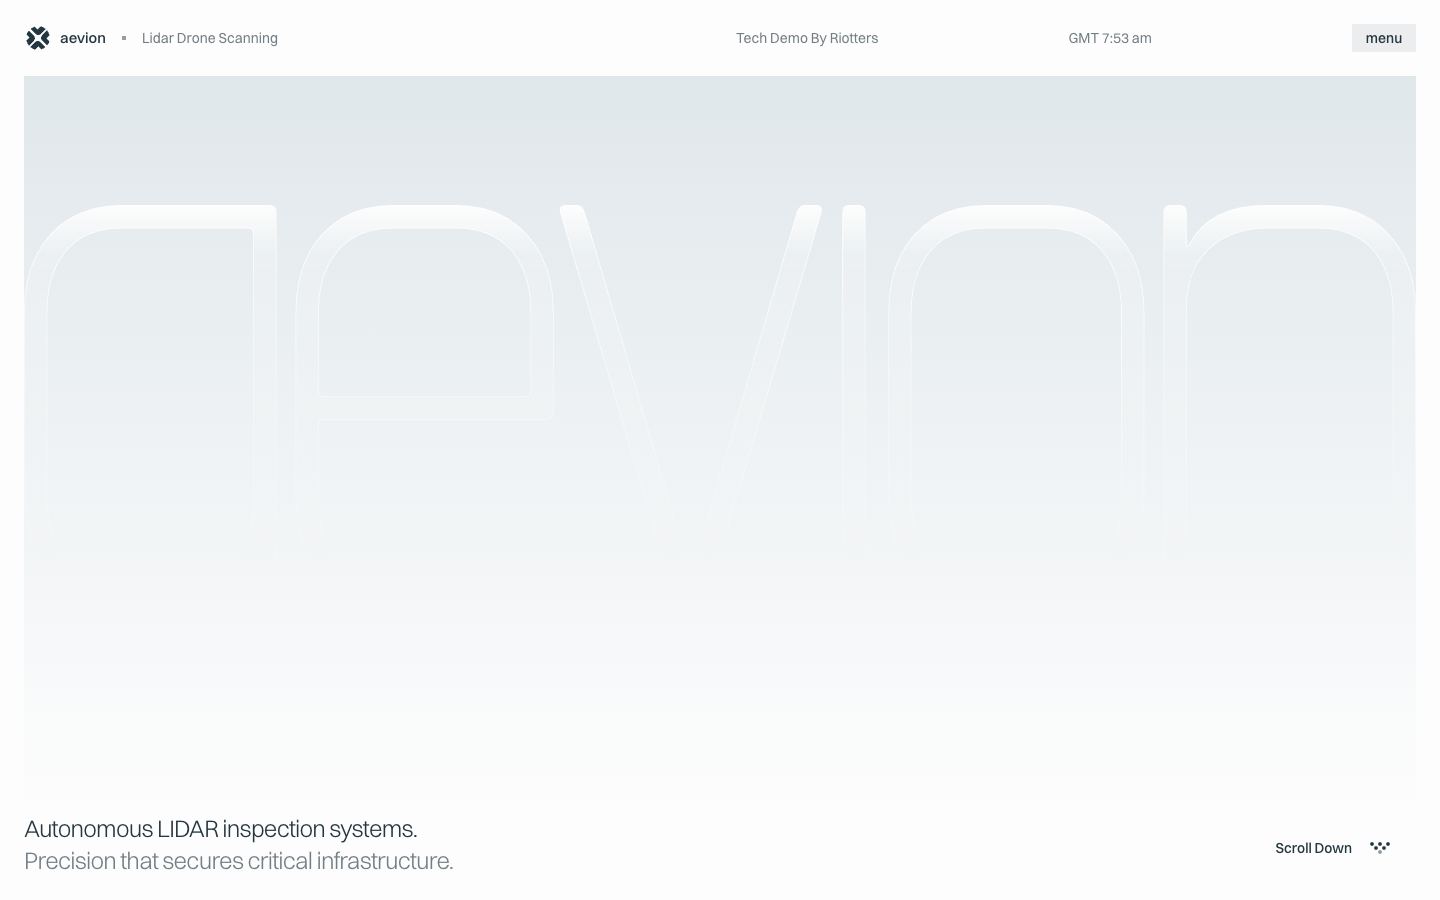 aevion
Lidar Drone Scanning
Tech Demo By Riotters
GMT 7:53 am
menu
aevion
Autonomous LIDAR inspection systems.
Precision that secures critical infrastructure.
Scroll Down